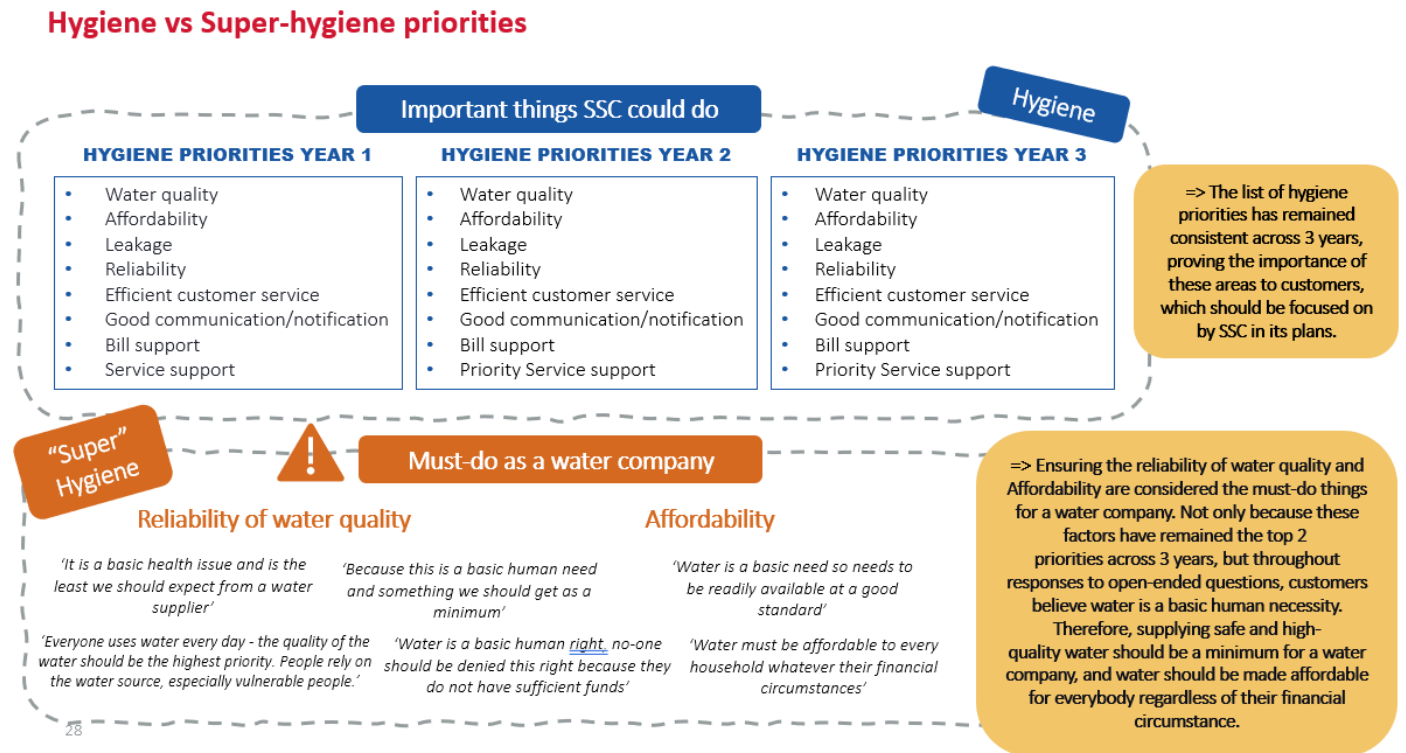 Hygiene vs Super-hygiene priorities
Important things SSC could do
Hygiene
HYGIENE PRIORITIES YEAR 1
• Water quality
• Affordability
• Leakage
• Reliability
• Efficient customer service
• Good communication/notification
• Bill support
• Service support
HYGIENE PRIORITIES YEAR 2
• Water quality
• Affordability
• Leakage
• Reliability
• Efficient customer service
• Good communication/notification
• Bill support
• Priority Service support
HYGIENE PRIORITIES YEAR 3
• Water quality
• Affordability
• Leakage
• Reliability
• Efficient customer service
• Good communication/notification
• Bill support
• Priority Service support
=> The list of hygiene
priorities has remained
consistent across 3 years,
proving the importance of
these areas to customers,
which should be focused on
by SSC in its plans.
“Super”
Hygiene
!
Must-do as a water company
Reliability of water quality
‘It is a basic health issue and is the
least we should expect from a water
supplier’
‘Because this is a basic human need
and something we should get as a
minimum’
‘Everyone uses water every day - the quality of the
water should be the highest priority. People rely on
the water source, especially vulnerable people.’
Affordability
‘Water is a basic need so needs to
be readily available at a good
standard’
‘Water is a basic human right, no-one
should be denied this right because they
do not have sufficient funds’
‘Water must be affordable to every
household whatever their financial
circumstances’
=> Ensuring the reliability of water quality and
Affordability are considered the must-do things
for a water company. Not only because these
factors have remained the top 2
priorities across 3 years, but throughout
responses to open-ended questions, customers
believe water is a basic human necessity.
Therefore, supplying safe and high-
quality water should be a minimum for a water
company, and water should be made affordable
for everybody regardless of their financial
circumstance.
28